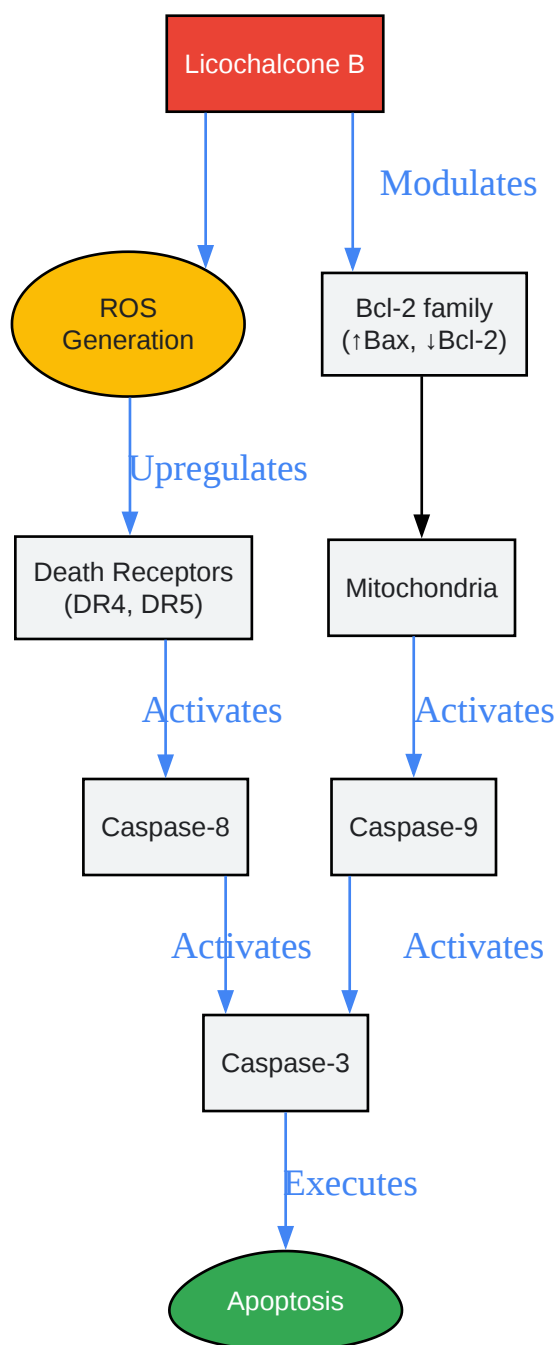 Licochalcone B
Modulates
ROS
Generation
Bcl-2 family
(↑Bax, ↓Bcl-2)
Upregulates
Death Receptors
(DR4, DR5)
Mitochondria
Activates
Activates
Caspase-8
Caspase-9
Activates
Activates
Caspase-3
Executes
Apoptosis